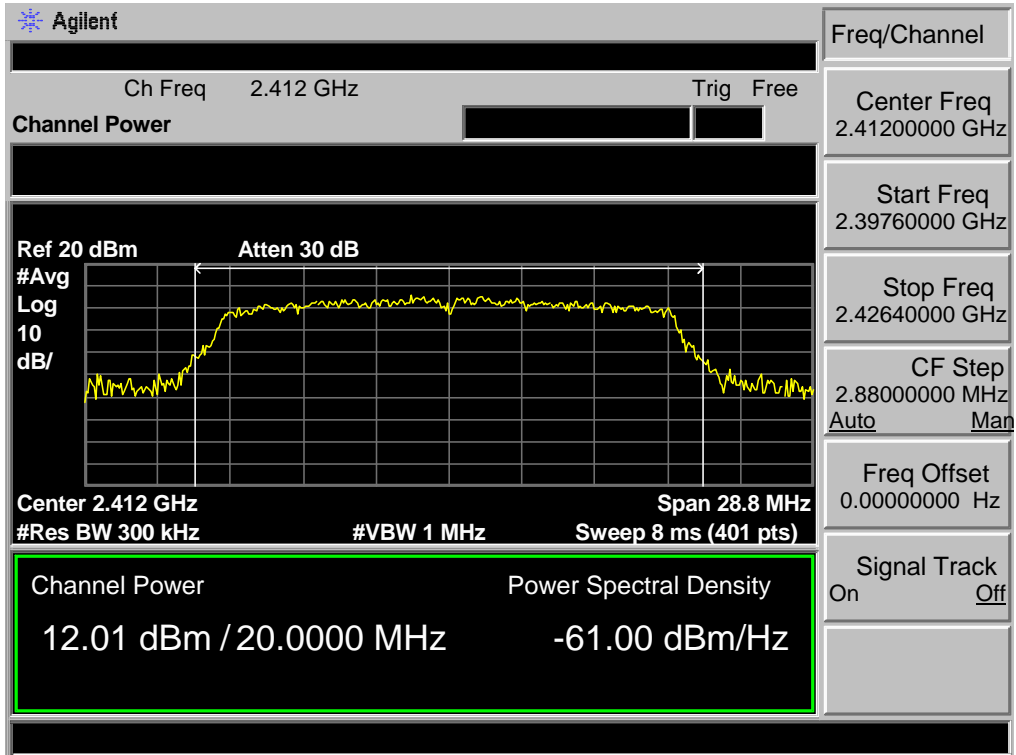 Agilent
Freq/Channel
Ch Freq 2.412 GHz Trig Free
Channel Power
Center Freq
2.41200000 GHz
Start Freq
2.39760000 GHz
Stop Freq
2.42640000 GHz
CF Step
2.88000000 MHz
Auto Man
Freq Offset
0.00000000 Hz
Signal Track
On Off
Ref 20 dBm Atten 30 dB
#Avg
Log
10
dB/
Center 2.412 GHz Span 28.8 MHz
#Res BW 300 kHz #VBW 1 MHz Sweep 8 ms (401 pts)
Channel Power Power Spectral Density
12.01 dBm / 20.0000 MHz -61.00 dBm/Hz